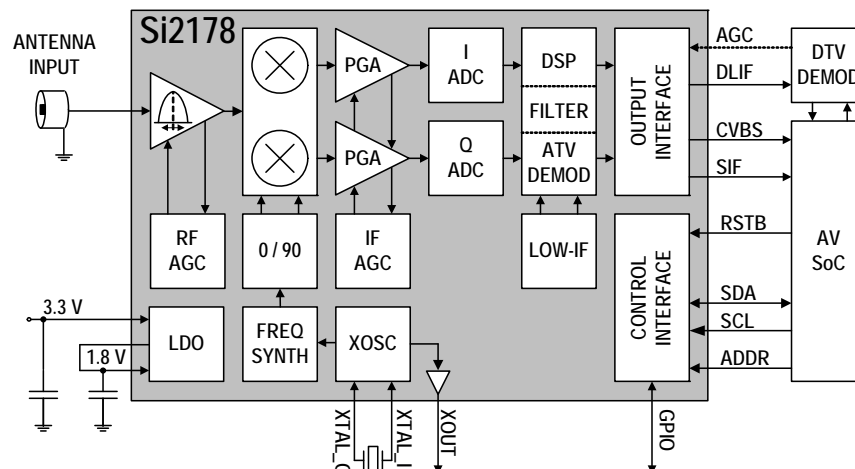 Si2178
ANTENNA
INPUT
PGA
PGA
I
ADC
Q
ADC
DSP
FILTER
ATV
DEMOD
OUTPUT
INTERFACE
AGC
DLIF
CVBS
SIF
DTV
DEMOD
RF
AGC
0 / 90
IF
AGC
LOW-IF
CONTROL
INTERFACE
RSTB
SDA
SCL
ADDR
AV
SoC
3.3 V
1.8 V
LDO
FREQ
SYNTH
XOSC
XTAL_I
XOUT
GPIO